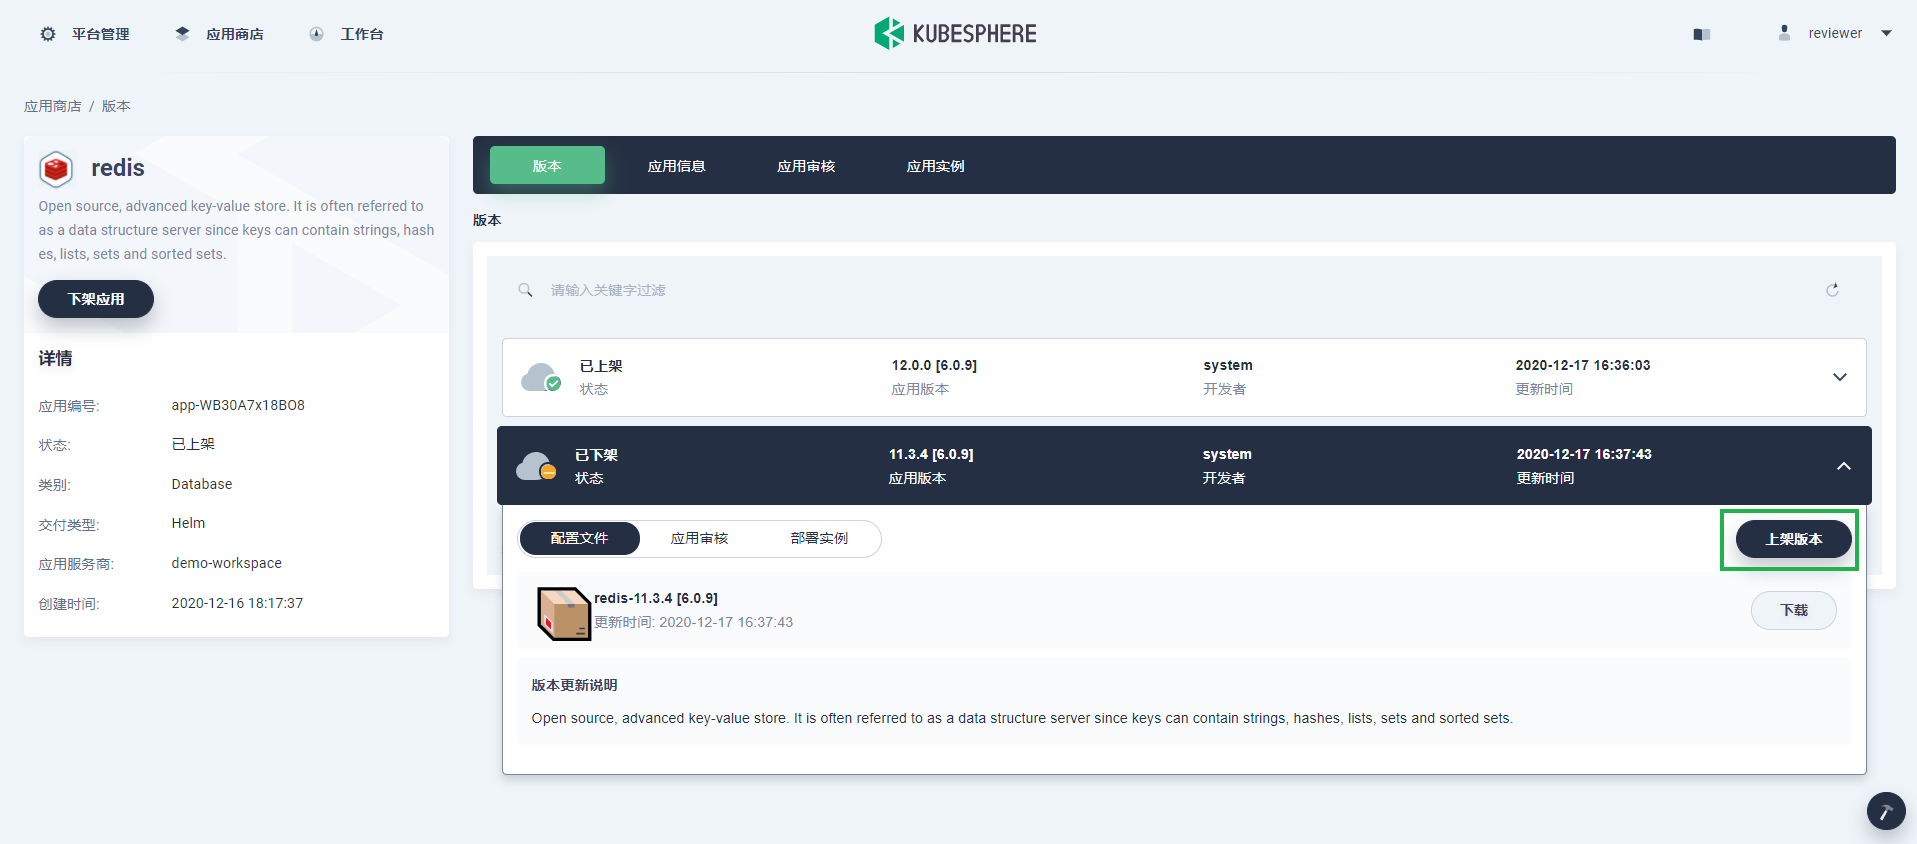 平台管理 应用商店 工作台 KUBESPHERE reviewer
应用商店 / 版本
redis
Open source, advanced key-value store. It is often referred to
as a data structure server since keys can contain strings, hash
es, lists, sets and sorted sets.
下架应用
详情
应用编号: app-WB30A7x18BO8
状态: 已上架
类别: Database
交付类型: Helm
应用服务商: demo-workspace
创建时间: 2020-12-16 18:17:37
版本 应用信息 应用审核 应用实例
版本
请输入关键字过滤
已上架 12.0.0 [6.0.9] system 2020-12-17 16:36:03
状态 应用版本 开发者 更新时间
已下架 11.3.4 [6.0.9] system 2020-12-17 16:37:43
状态 应用版本 开发者 更新时间
配置文件 应用审核 部署实例 上架版本
redis-11.3.4 [6.0.9]
更新时间: 2020-12-17 16:37:43
下载
版本更新说明
Open source, advanced key-value store. It is often referred to as a data structure server since keys can contain strings, hashes, lists, sets and sorted sets.